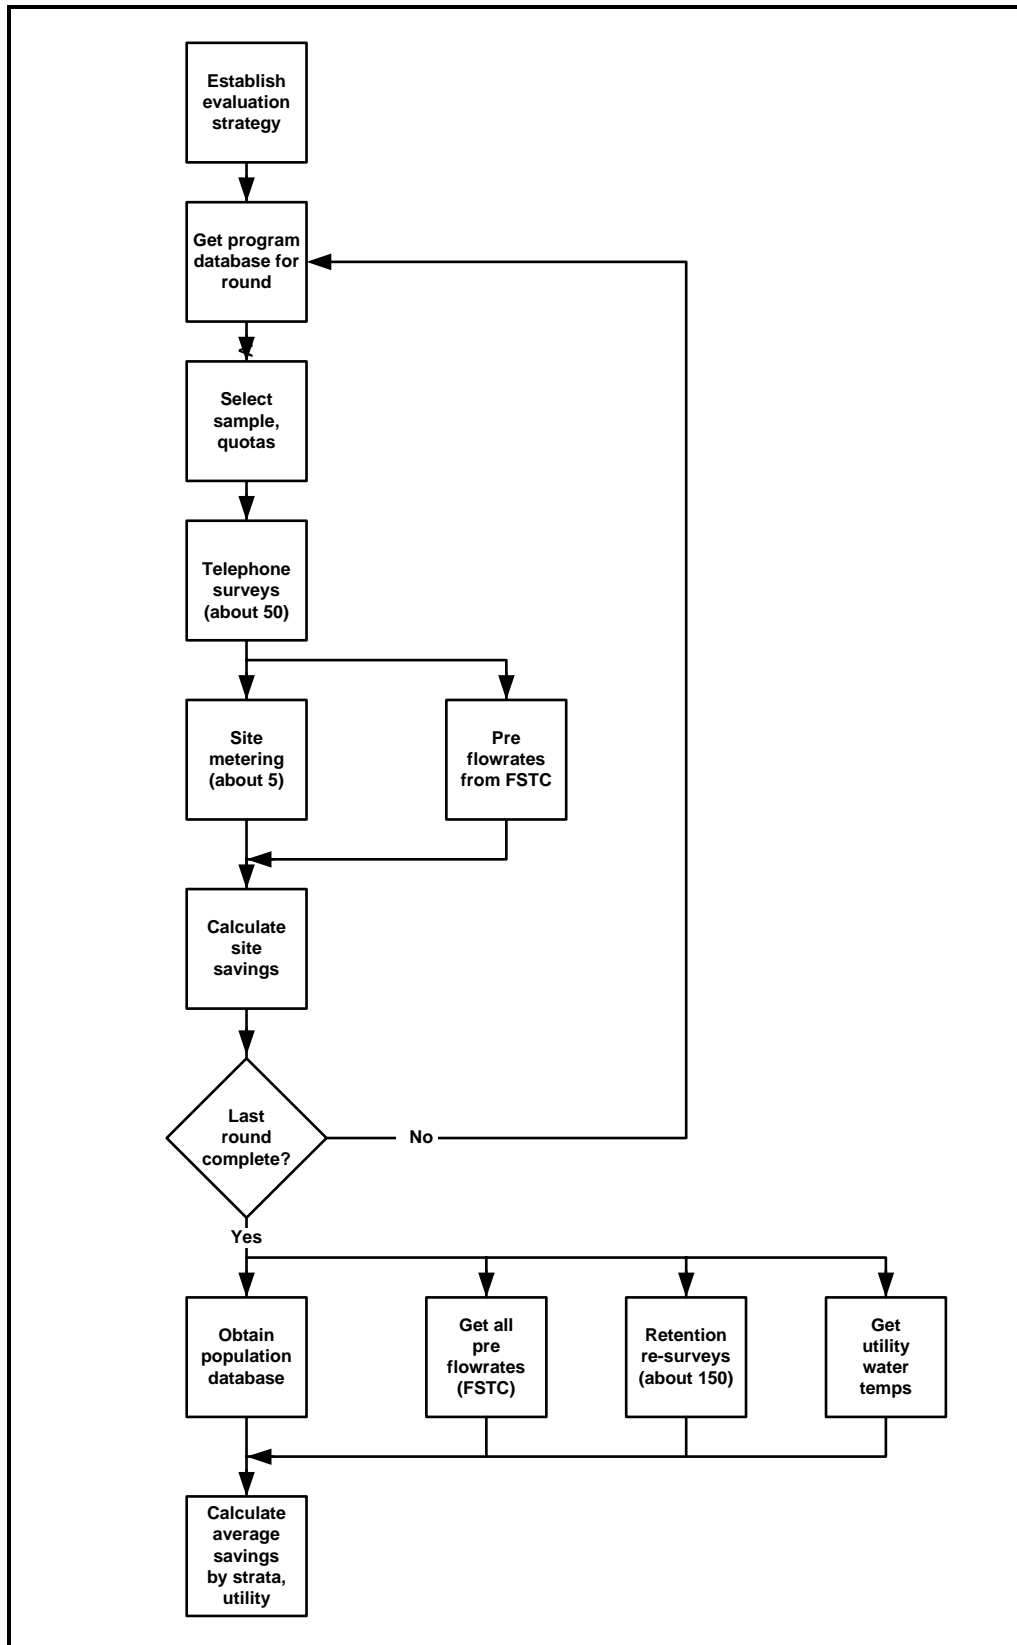 Establish
evaluation
strategy
Get program
database for
round
Select
sample,
quotas
Telephone
surveys
(about 50)
Site
metering
(about 5)
Pre
flowrates
from FSTC
Calculate
site
savings
Last
round
complete?
No
Yes
Obtain
population
database
Get all
pre
flowrates
(FSTC)
Retention
re-surveys
(about 150)
Get
utility
water
temps
Calculate
average
savings
by strata,
utility